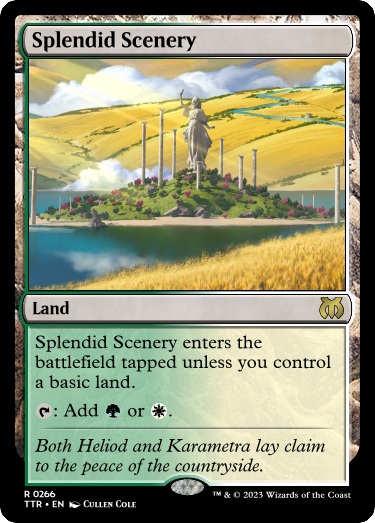 Splendid Scenery
Land
Splendid Scenery enters the
battlefield tapped unless you control
a basic land.
: Add or .
Both Heliod and Karametra lay claim
to the peace of the countryside.
R 0266
TTR • EN Cullen Cole
™ & © 2023 Wizards of the Coast